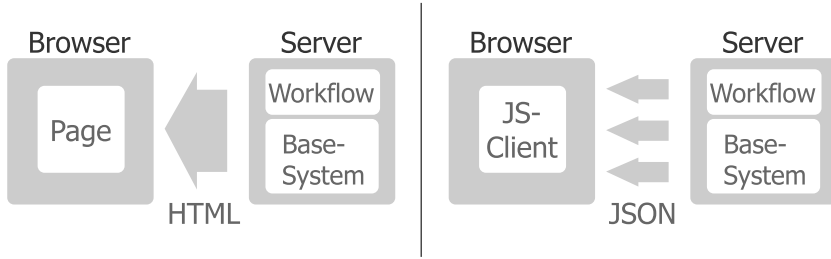 Browser
Server
Page
Workflow
Base-
System
HTML
Browser
Server
JS-
Client
Workflow
Base-
System
JSON